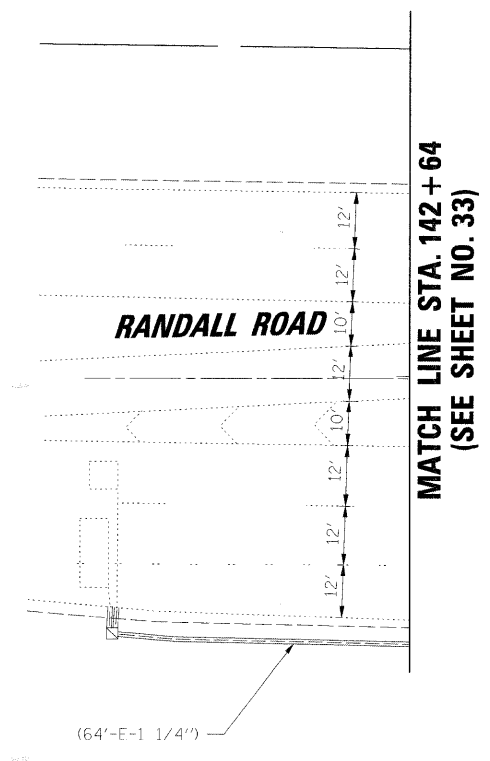 12'
12'
10'
12'
10'
12'
12'
12'
RANDALL ROAD
MATCH LINE STA. 142 + 64
(SEE SHEET NO. 33)
(64'-E-1 1/4")